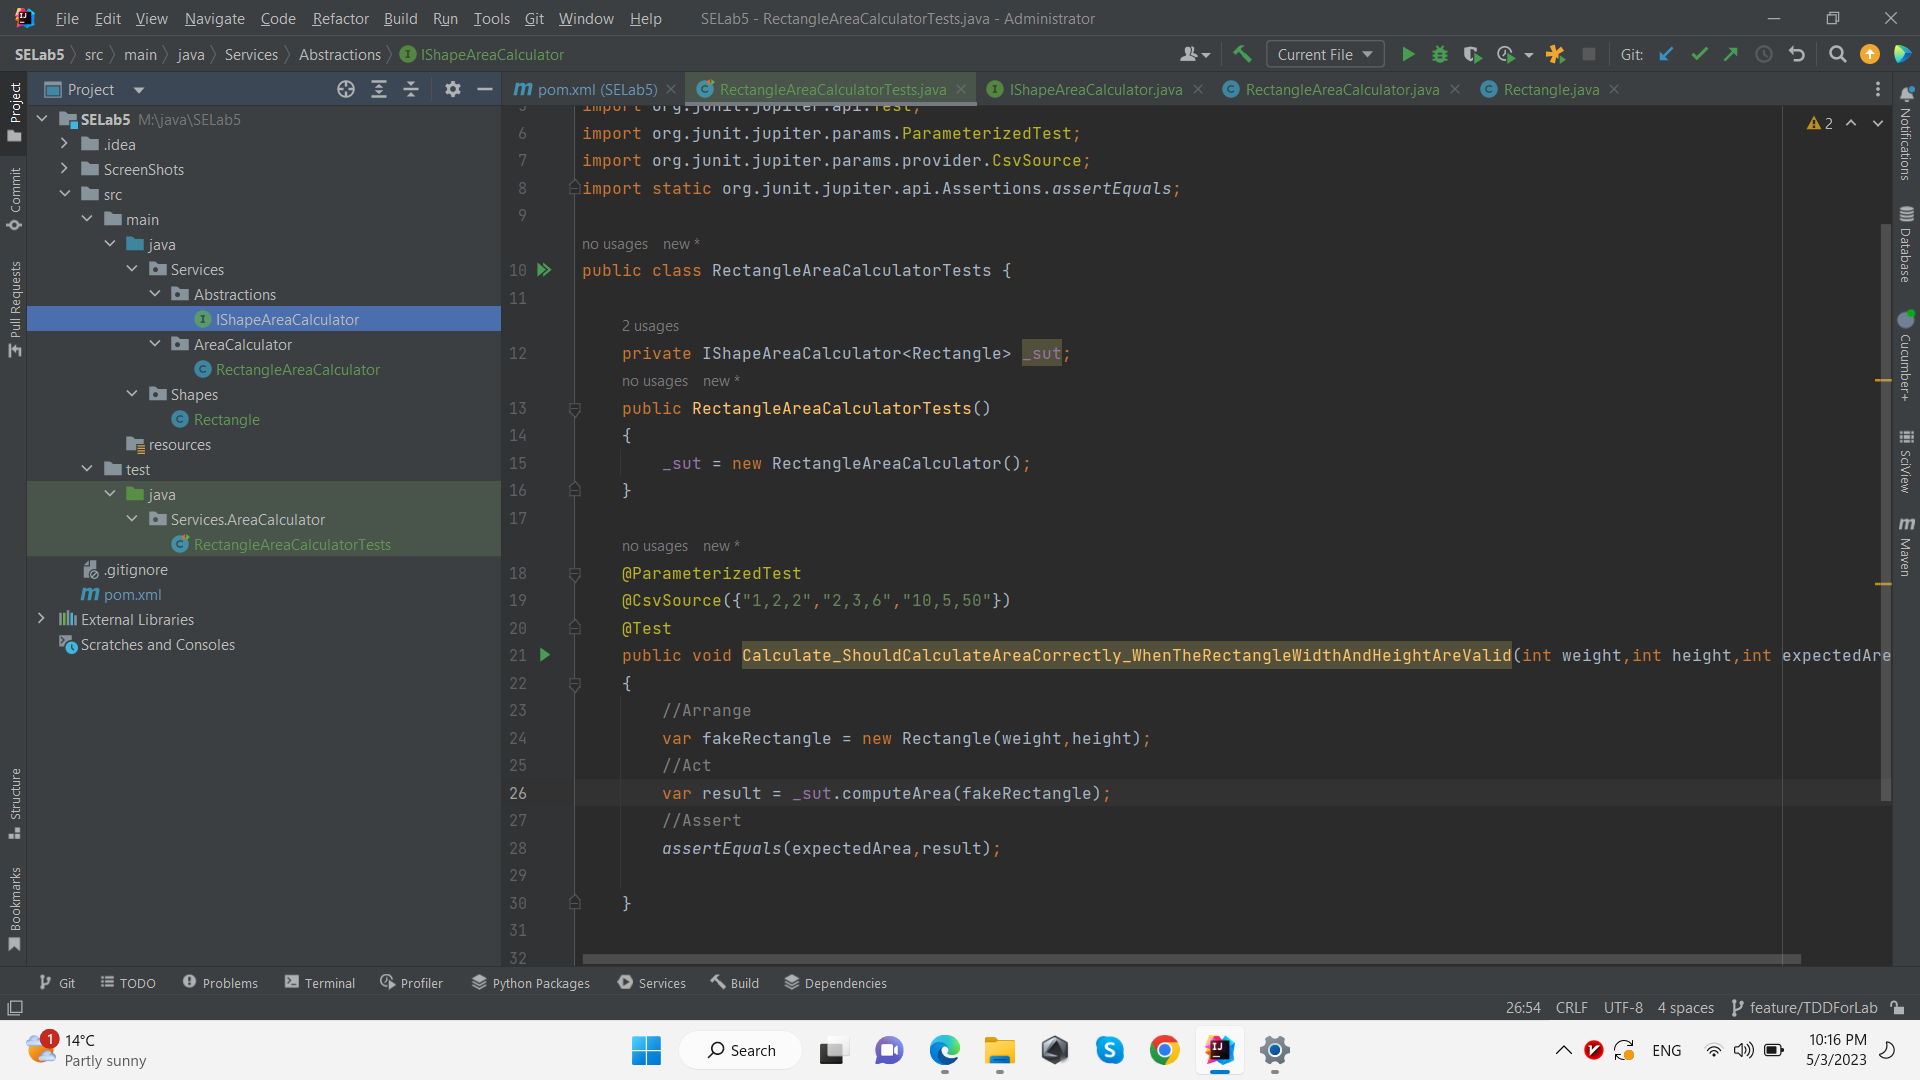 File Edit View Navigate Code Refactor Build Run Tools Git Window Help SELab5 - RectangleAreaCalculatorTests.java - Administrator
SELab5 src main java Services Abstractions IShapeAreaCalculator Current File Git:
Project
pom.xml (SELab5) RectangleAreaCalculatorTests.java IShapeAreaCalculator.java RectangleAreaCalculator.java Rectangle.java
SELab5 M:\java\SELab5
.idea
ScreenShots
src
main
java
Services
Abstractions
IShapeAreaCalculator
AreaCalculator
RectangleAreaCalculator
Shapes
Rectangle
resources
test
java
Services.AreaCalculator
RectangleAreaCalculatorTests
.gitignore
pom.xml
External Libraries
Scratches and Consoles
Project
Commit
Pull Requests
Structure
Bookmarks
5 import org.junit.jupiter.api.Test;
6 import org.junit.jupiter.params.ParameterizedTest;
7 import org.junit.jupiter.params.provider.CsvSource;
8 import static org.junit.jupiter.api.Assertions.assertEquals;
9
no usages new *
10 public class RectangleAreaCalculatorTests {
11
2 usages
12 private IShapeAreaCalculator<Rectangle> _sut;
no usages new *
13 public RectangleAreaCalculatorTests()
14 {
15 _sut = new RectangleAreaCalculator();
16 }
17
no usages new *
18 @ParameterizedTest
19 @CsvSource({"1,2,2","2,3,6","10,5,50"})
20 @Test
21 public void Calculate_ShouldCalculateAreaCorrectly_WhenTheRectangleWidthAndHeightAreValid(int weight,int height,int expectedAre
22 {
23 //Arrange
24 var fakeRectangle = new Rectangle(weight,height);
25 //Act
26 var result = _sut.computeArea(fakeRectangle);
27 //Assert
28 assertEquals(expectedArea,result);
29
30 }
31
32
2
Notifications
Database
Cucumber+
SciView
Maven
Git TODO Problems Terminal Profiler Python Packages Services Build Dependencies
26:54 CRLF UTF-8 4 spaces feature/TDDForLab
1 14°C
Partly sunny
Search
ENG
10:16 PM
5/3/2023